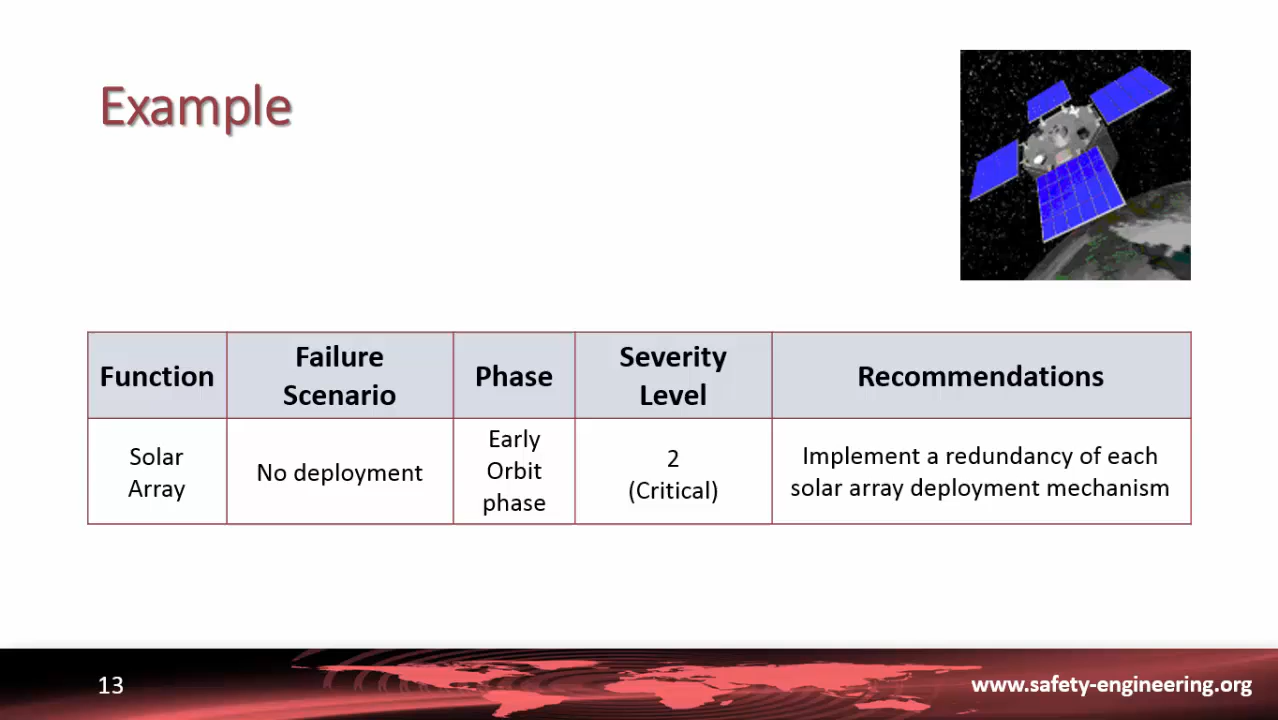 Example
Function
Failure
Scenario
Phase
Severity
Level
Recommendations
Solar
Array
No deployment
Early
Orbit
phase
2
(Critical)
Implement a redundancy of each
solar array deployment mechanism
13
www.safety-engineering.org